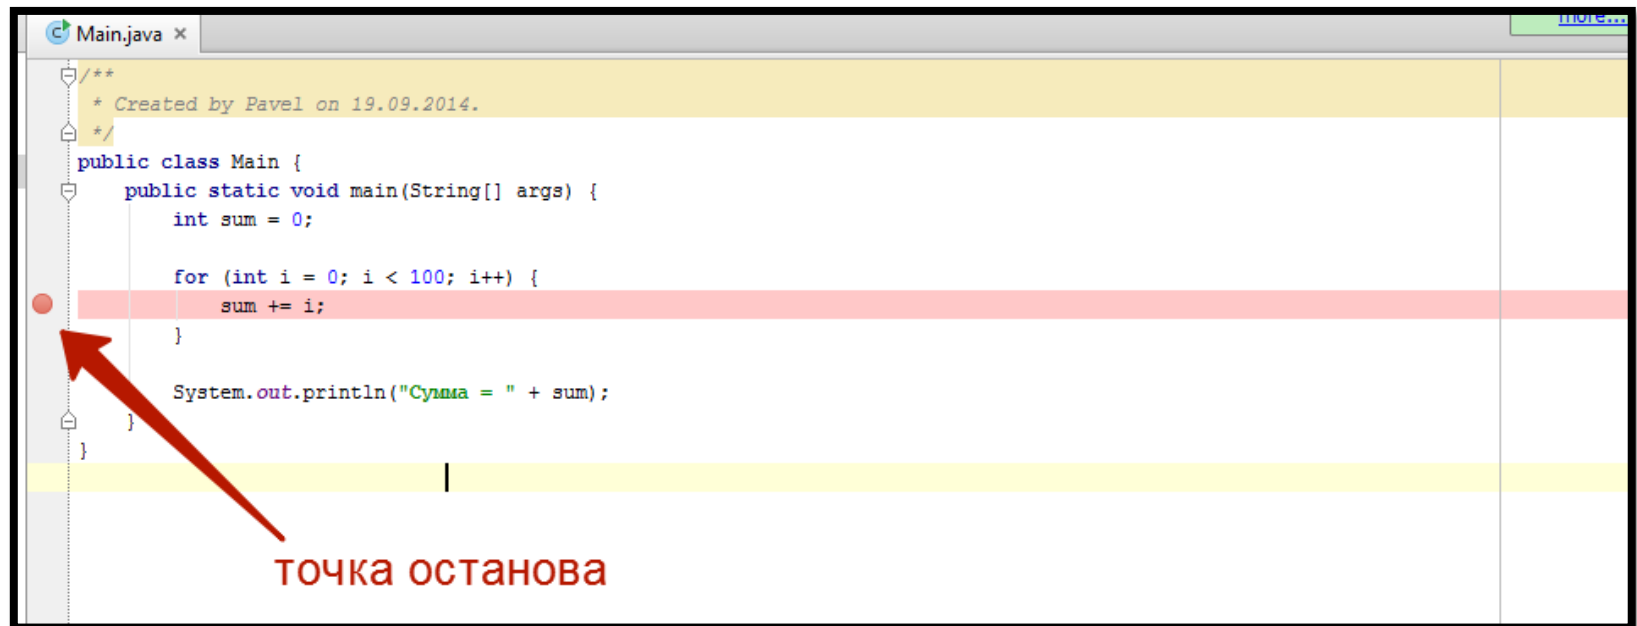 Main.java ×
more...
/**
 * Created by Pavel on 19.09.2014.
 */
public class Main {
    public static void main(String[] args) {
        int sum = 0;
        for (int i = 0; i < 100; i++) {
            sum += i;
        }
        System.out.println("Сумма = " + sum);
    }
}
точка останова